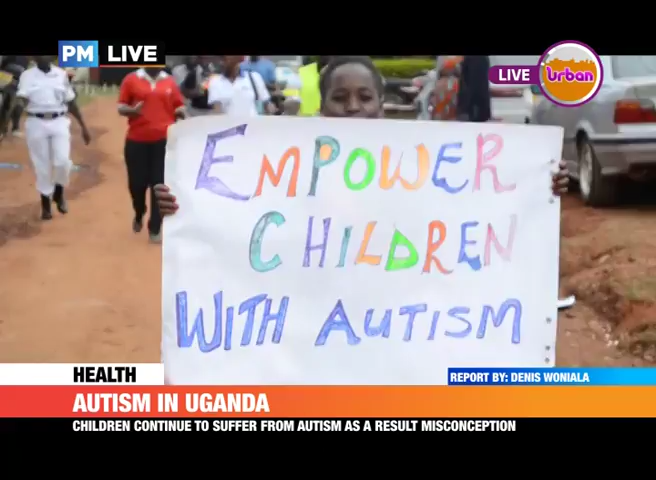 PM LIVE
LIVE Urban
EMPOWER
CHILDREN
WITH AUTISM
HEALTH
REPORT BY: DENIS WONIALA
AUTISM IN UGANDA
CHILDREN CONTINUE TO SUFFER FROM AUTISM AS A RESULT MISCONCEPTION